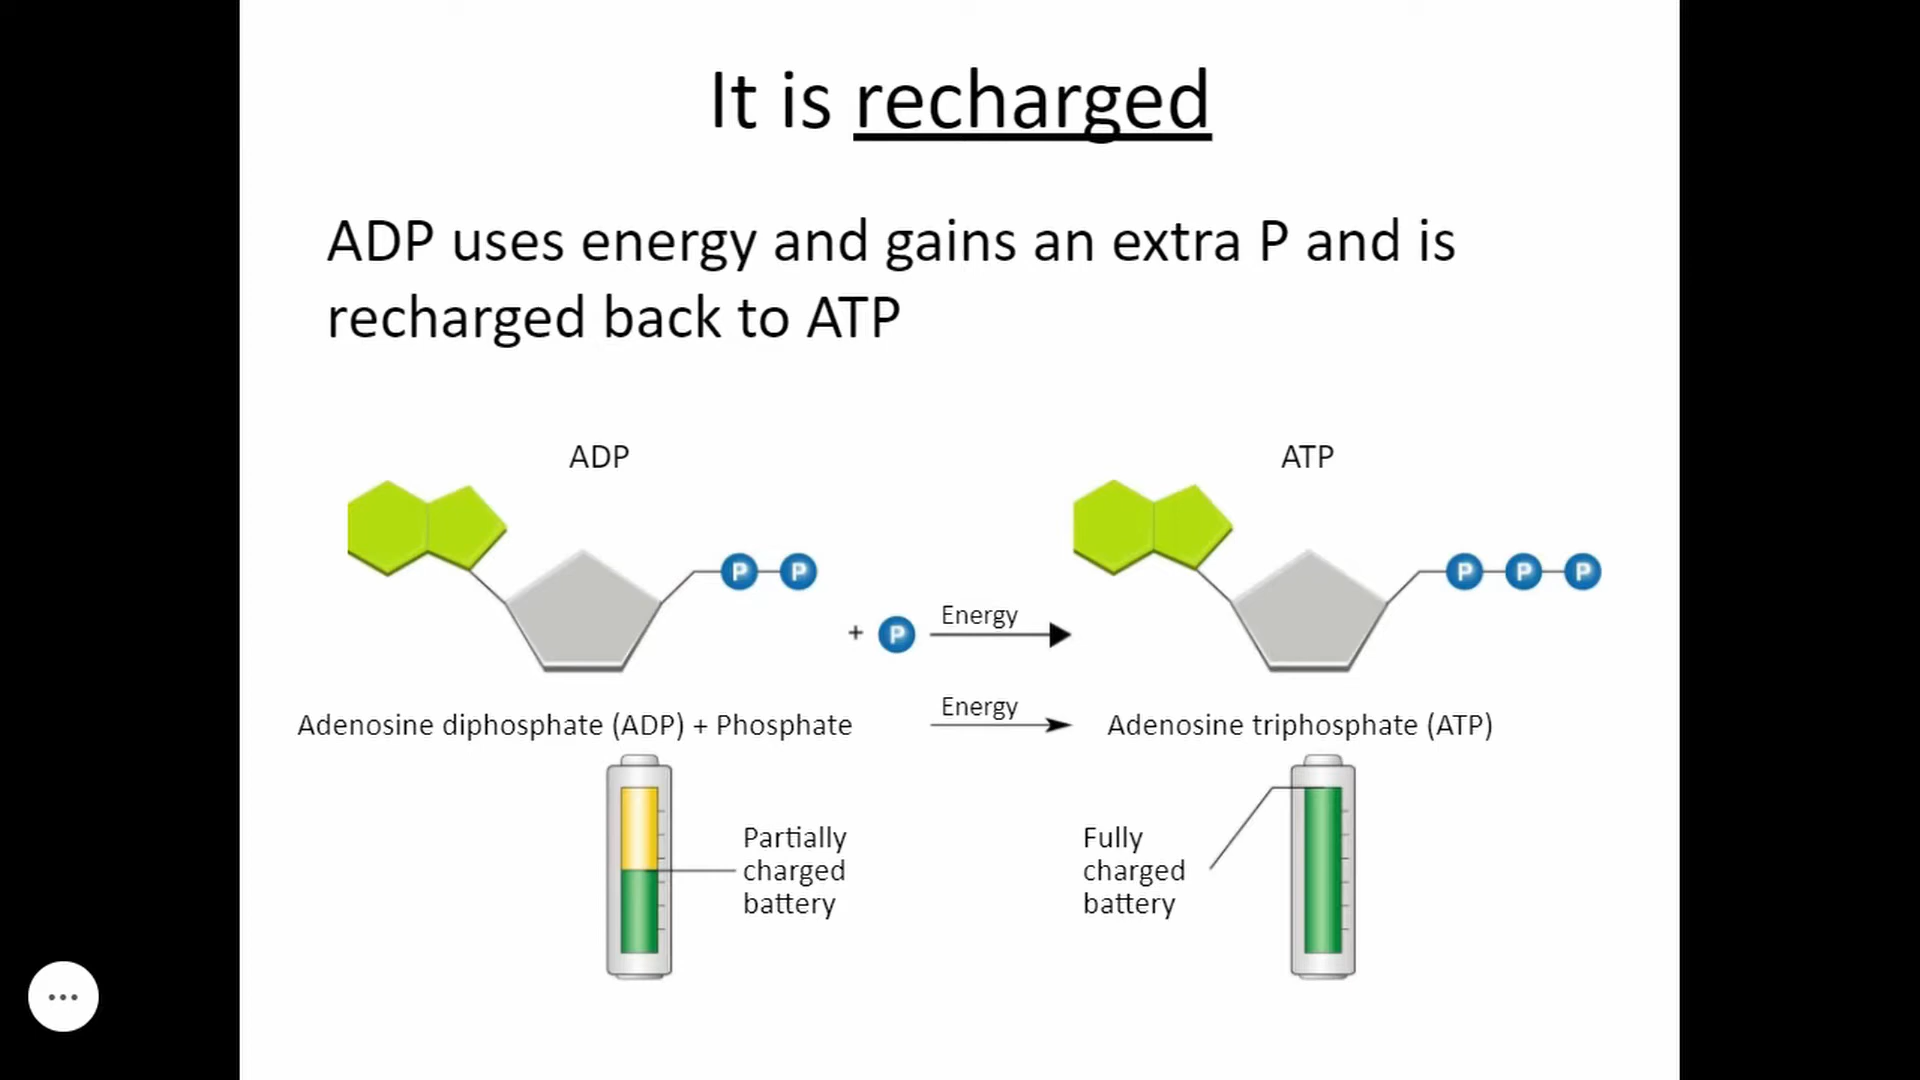 It is recharged
ADP uses energy and gains an extra P and is
recharged back to ATP
ADP
ATP
P P
P P P
+ P
Energy
Adenosine diphosphate (ADP) + Phosphate
Energy
Adenosine triphosphate (ATP)
Partially
charged
battery
Fully
charged
battery